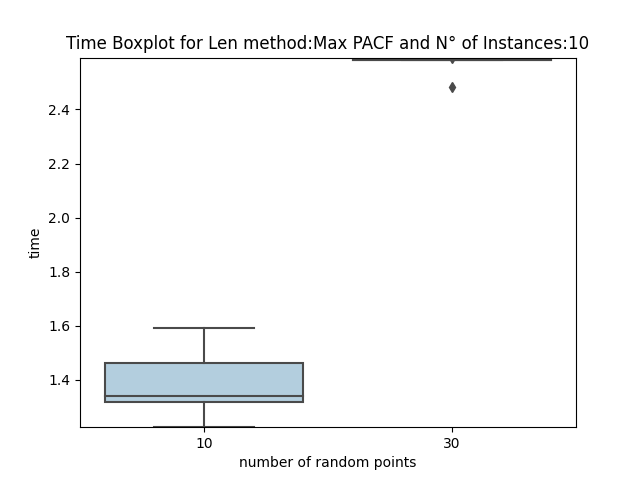 Time Boxplot for Len method:Max PACF and N° of Instances:10
2.4
2.2
2.0
1.8
1.6
1.4
time
10 30
number of random points